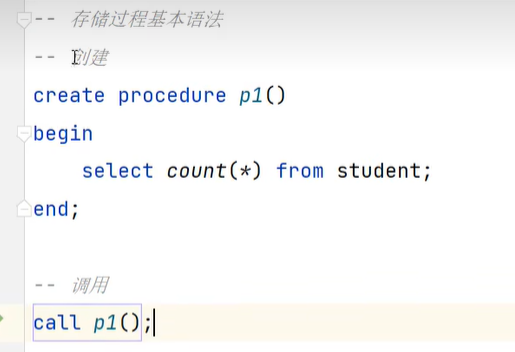 -- 存储过程基本语法
-- 创建
create procedure p1()
begin
    select count(*) from student;
end;
-- 调用
call p1();